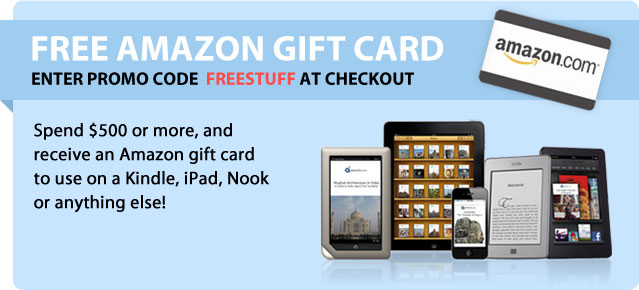 FREE AMAZON GIFT CARD
amazon.com
ENTER PROMO CODE FREESTUFF AT CHECKOUT
Spend $500 or more, and
receive an Amazon gift card
to use on a Kindle, iPad, Nook
or anything else!
kindle